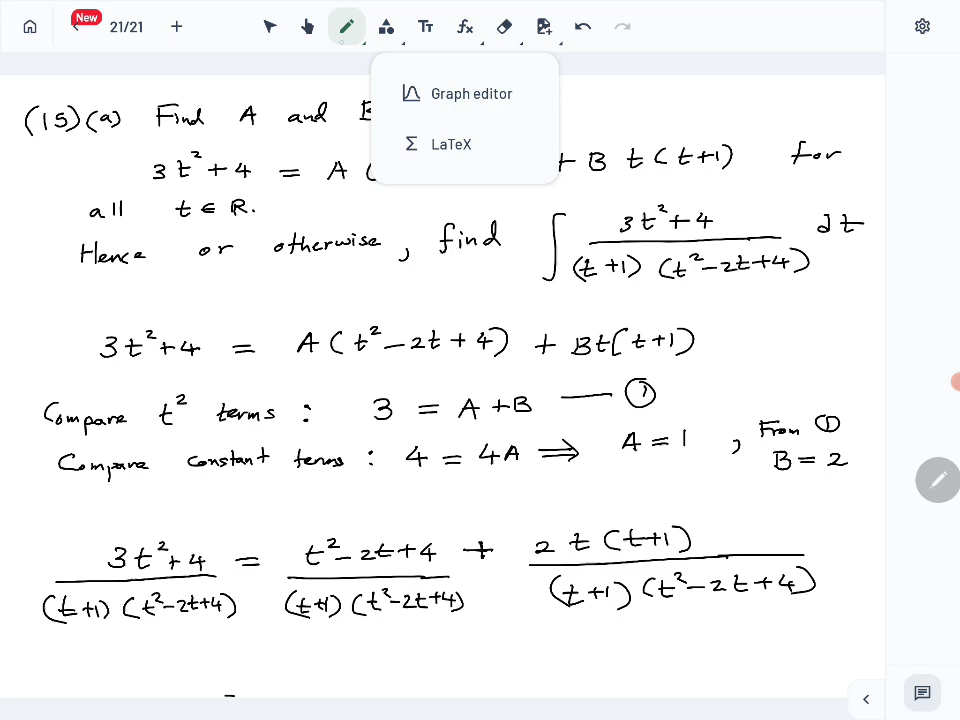 New
21/21
Tт
fx
Graph editor
Σ LaTeX
(15)(a) Find A and B
3t²+4 = A ( + B t(t+1) for
all t ∈ R.
Hence or otherwise, find ∫ (3t²+4)/((t+1)(t²-2t+4)) dt
3t²+4 = A(t²-2t+4) + Bt(t+1)
Compare t² terms : 3 = A+B —— ①
Compare constant terms : 4 = 4A ⟹ A = 1 , From ①
B = 2
(3t²+4)/((t+1)(t²-2t+4)) = (t²-2t+4)/((t+1)(t²-2t+4)) + (2t(t+1))/((t+1)(t²-2t+4))